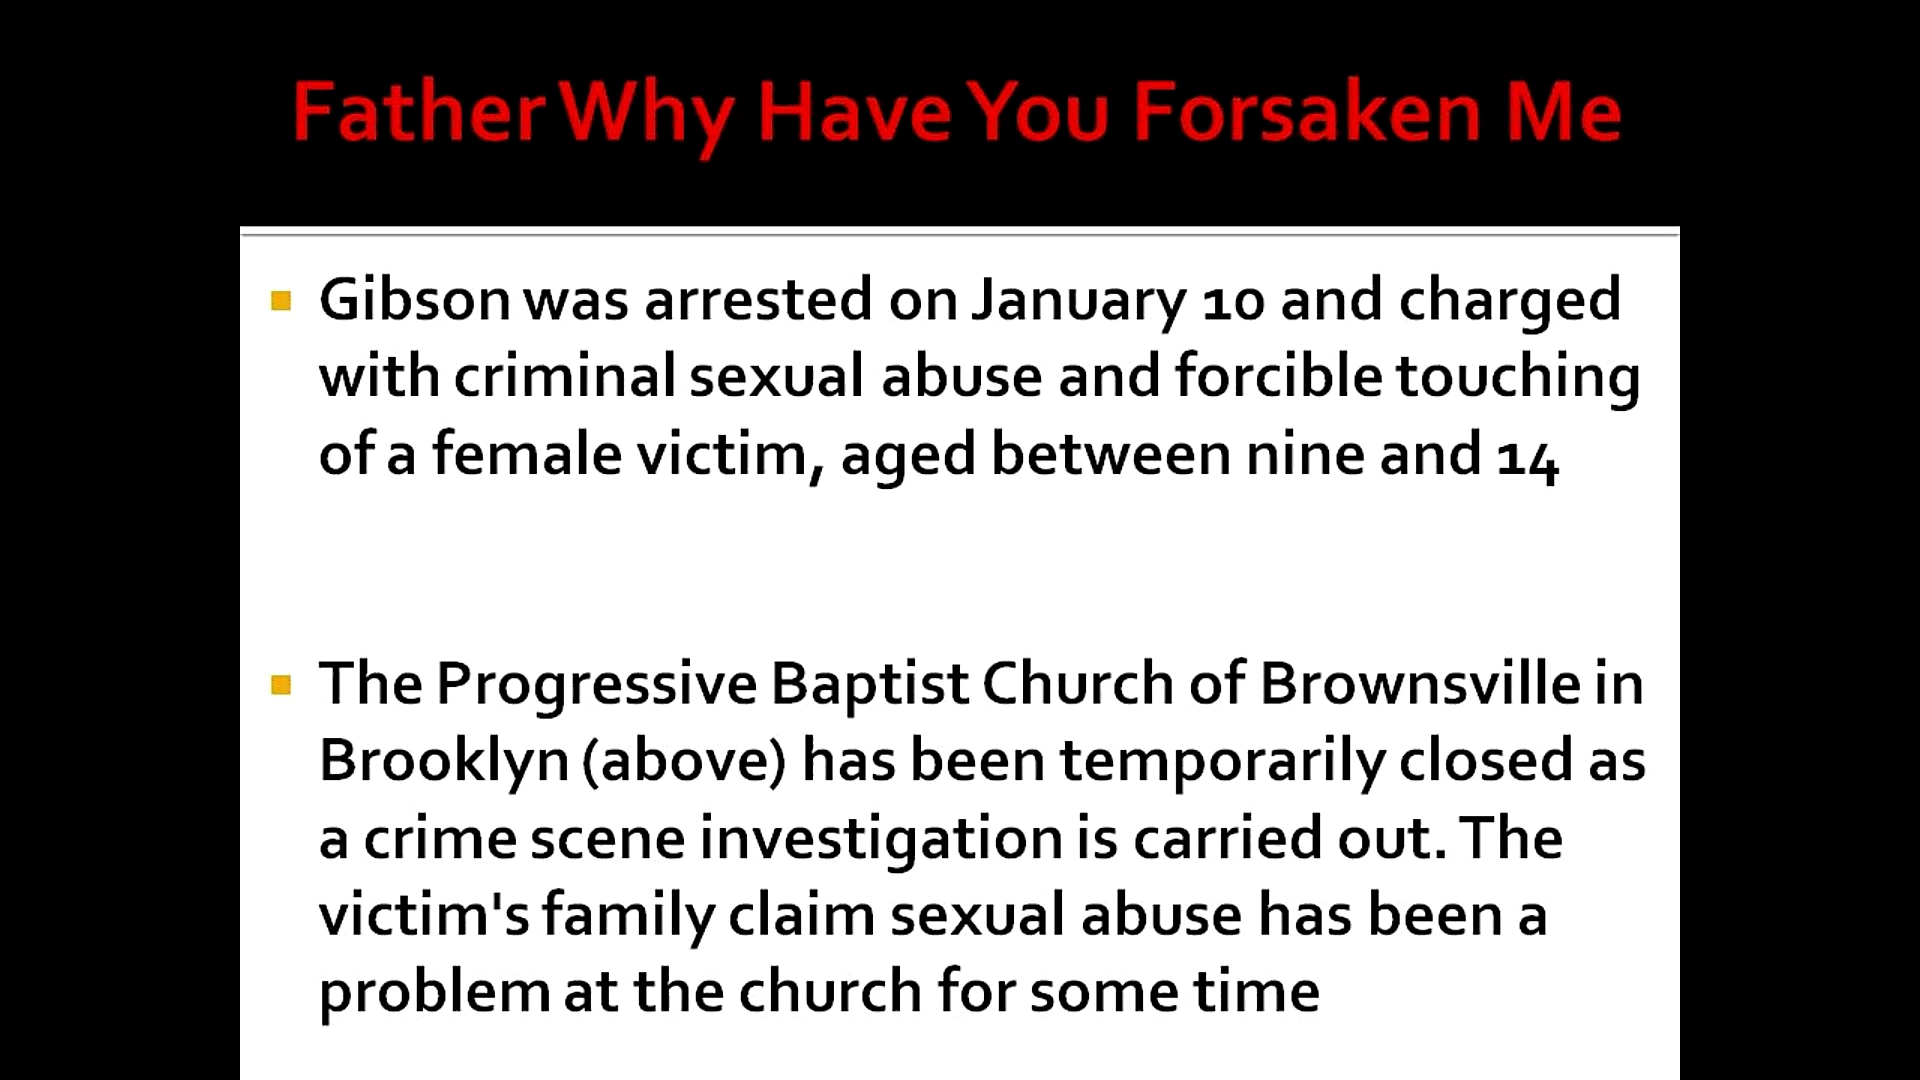 Father Why Have You Forsaken Me
Gibson was arrested on January 10 and charged
with criminal sexual abuse and forcible touching
of a female victim, aged between nine and 14
The Progressive Baptist Church of Brownsville in
Brooklyn (above) has been temporarily closed as
a crime scene investigation is carried out. The
victim's family claim sexual abuse has been a
problem at the church for some time